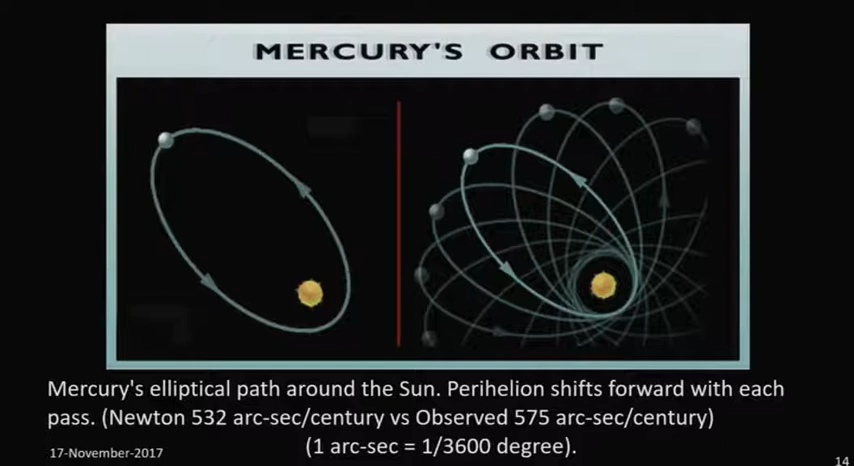 MERCURY'S ORBIT
Mercury's elliptical path around the Sun. Perihelion shifts forward with each
pass. (Newton 532 arc-sec/century vs Observed 575 arc-sec/century)
(1 arc-sec = 1/3600 degree).
17-November-2017
14